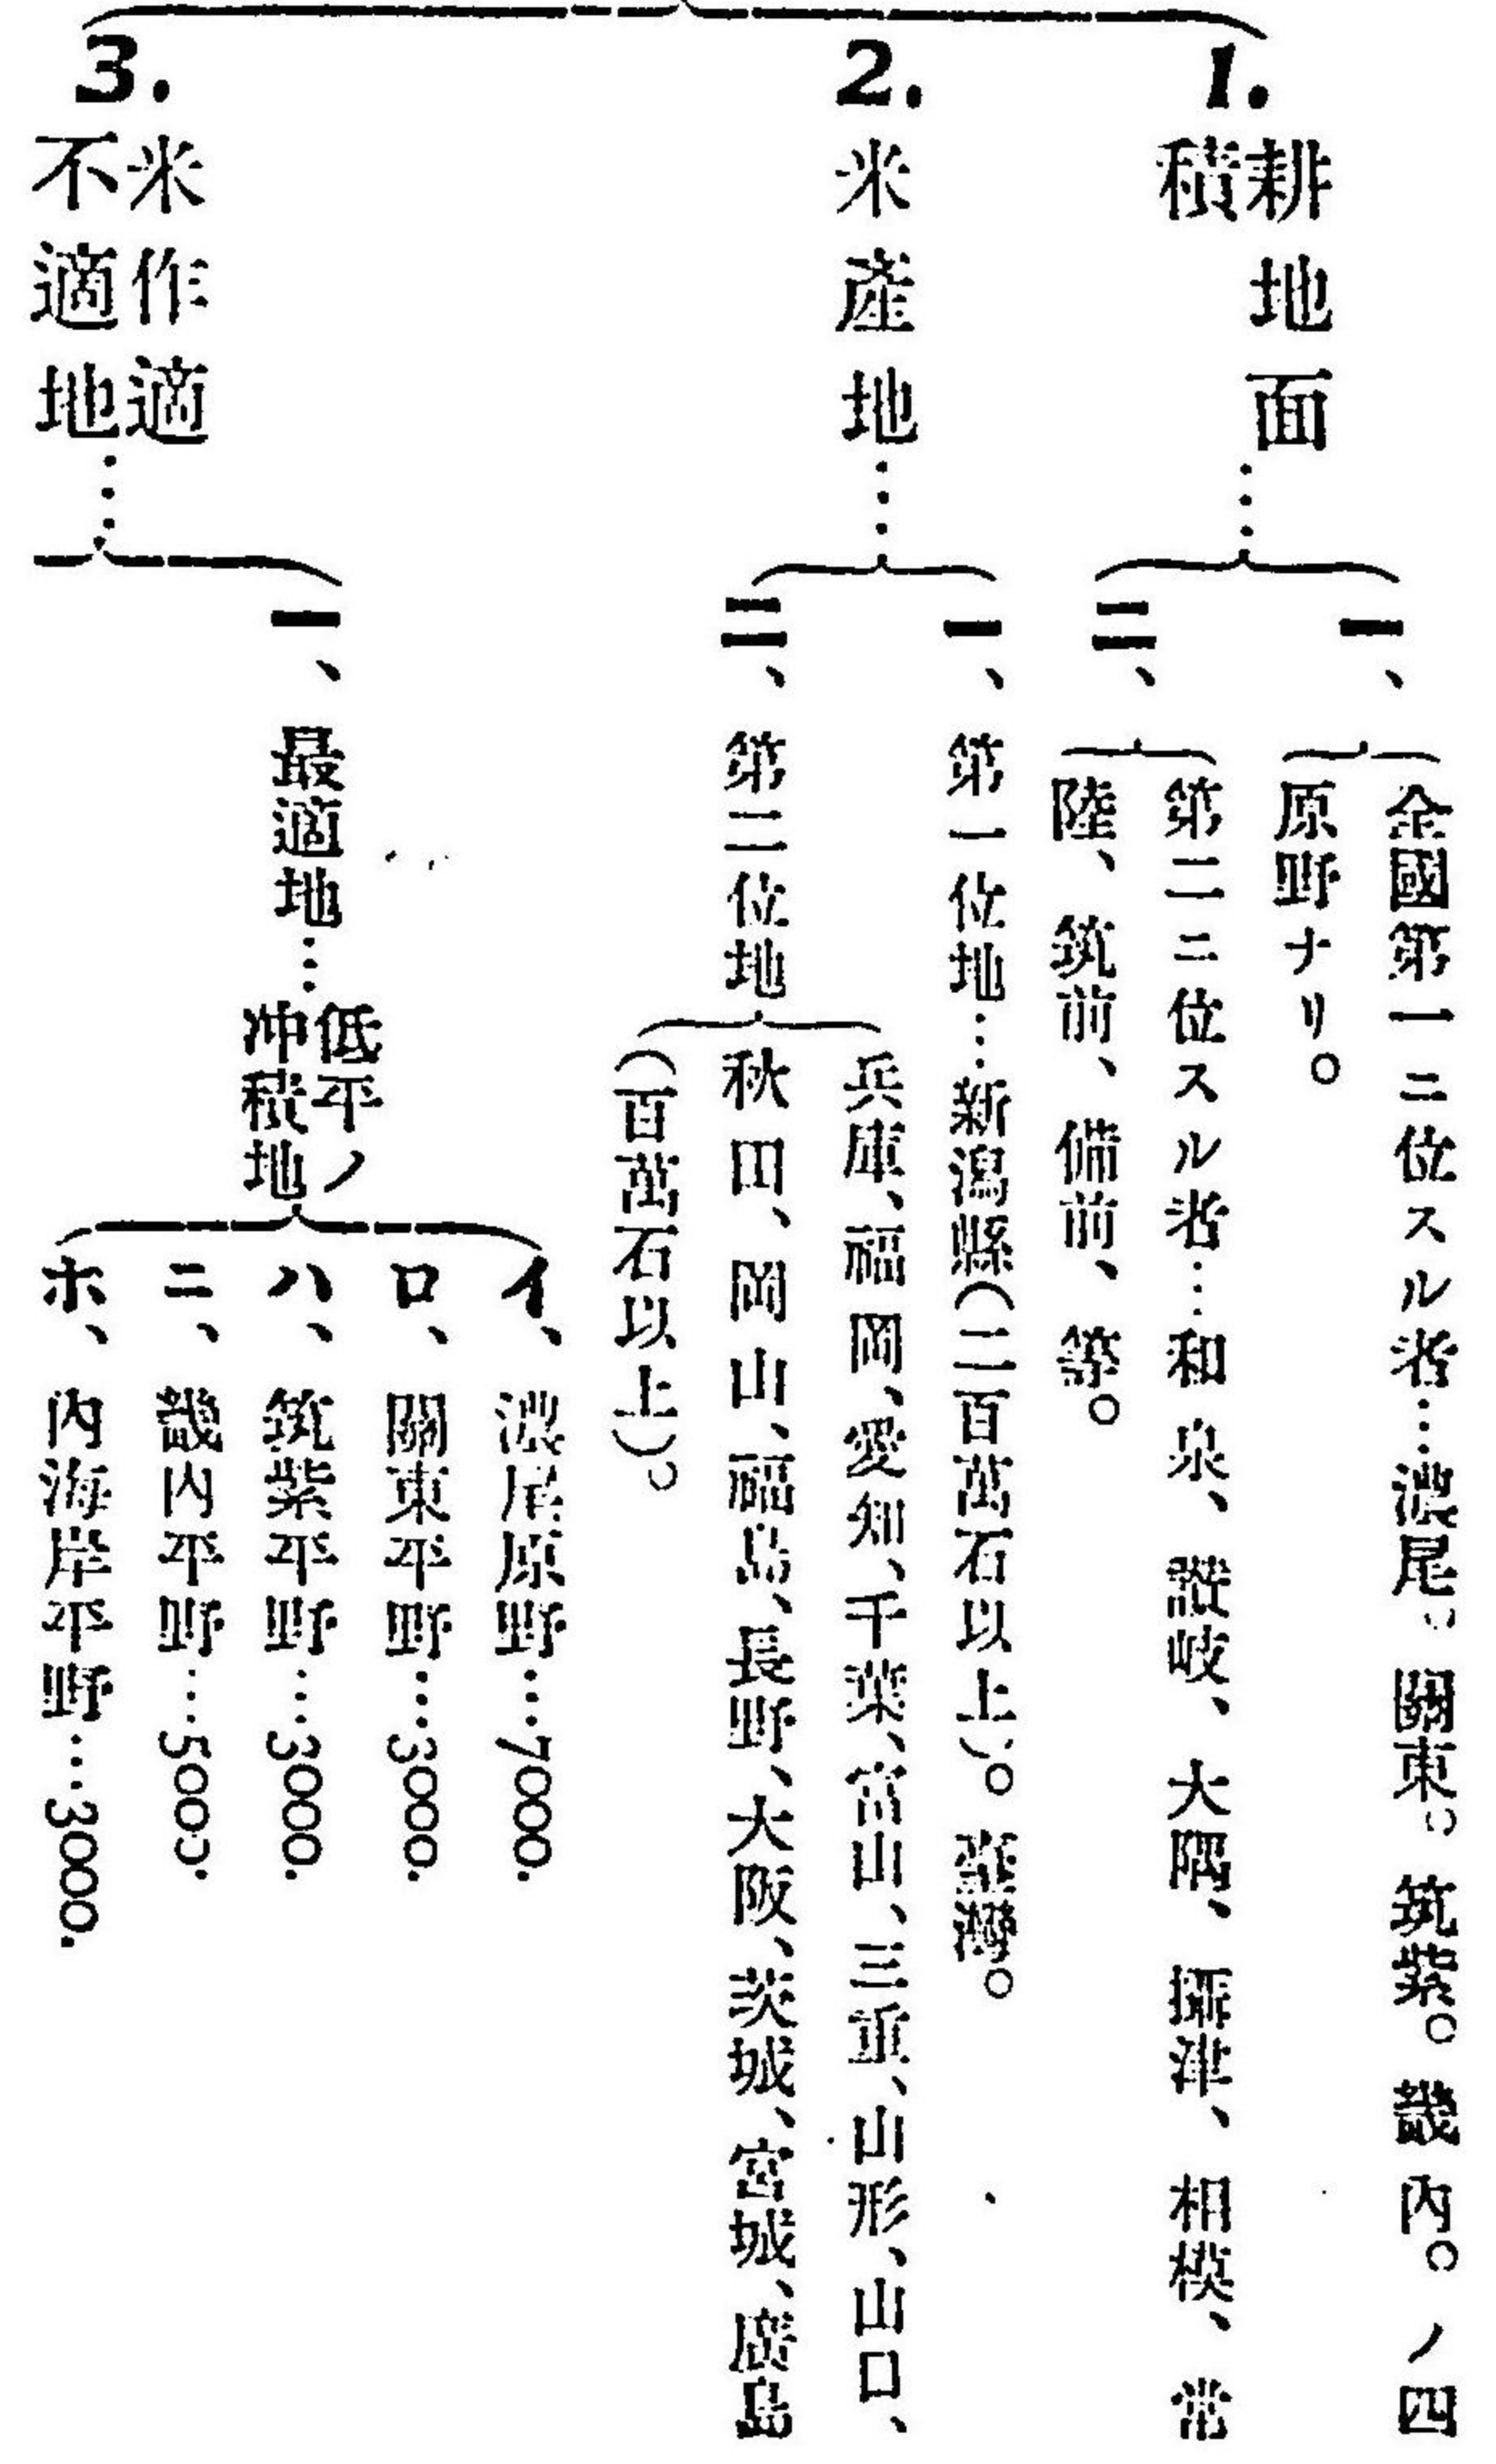 1.
耕地面
積……
一、
全國第一ニ位スル者…濃尾。關東。筑紫。畿內。ノ四
原野ナリ。
二、
第二ニ位スル者…和泉、讃岐、大隅、攝津、相模、常
陸、筑前、備前、等。
2.
米產地……
一、第一位地…新潟縣(二百萬石以上)。臺灣。
二、第二位地
兵庫、福岡、愛知、千葉、富山、三重、山形、山口、
秋田、岡山、福島、長野、大阪、茨城、宮城、廣島
(百萬石以上)。
3.
米作適
不適地……
一、最適地…
低平ノ
沖積地
イ、濃尾原野…7000.
ロ、關東平野…3000.
ハ、筑紫平野…3000.
ニ、畿內平野…5000.
ホ、內海岸平野…3000.